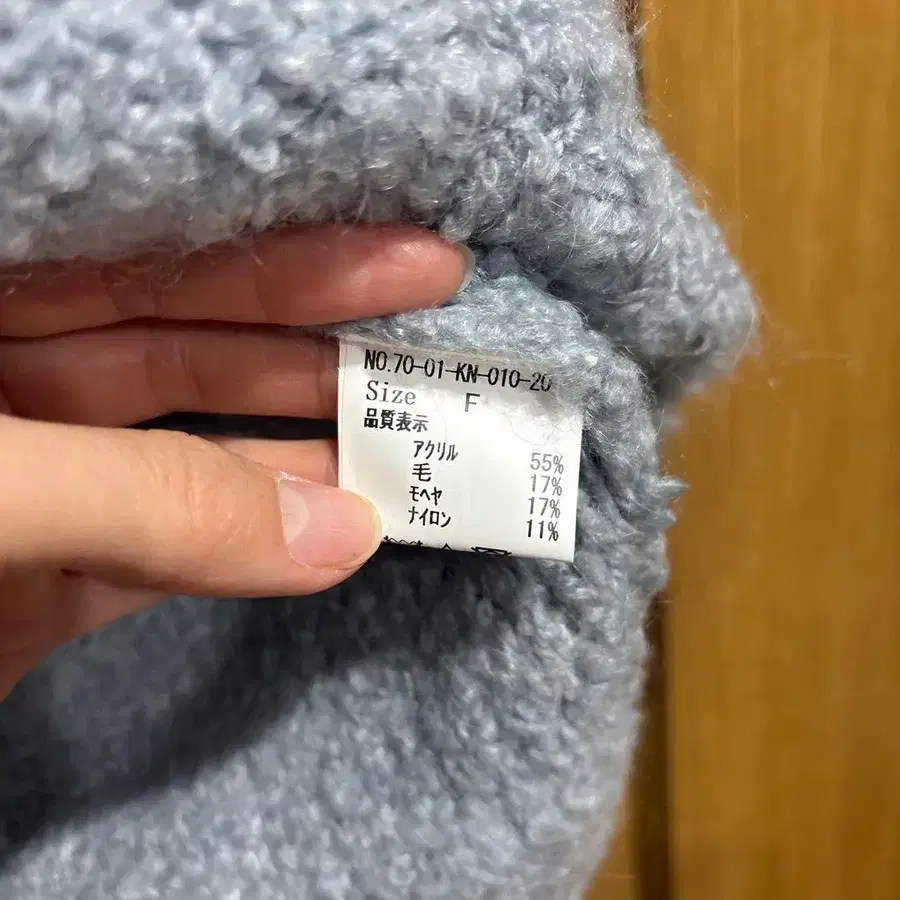 NO.70-01-KN-010-20
Size F
品質表示
アクリル 55%
毛 17%
モヘヤ 17%
ナイロン 11%